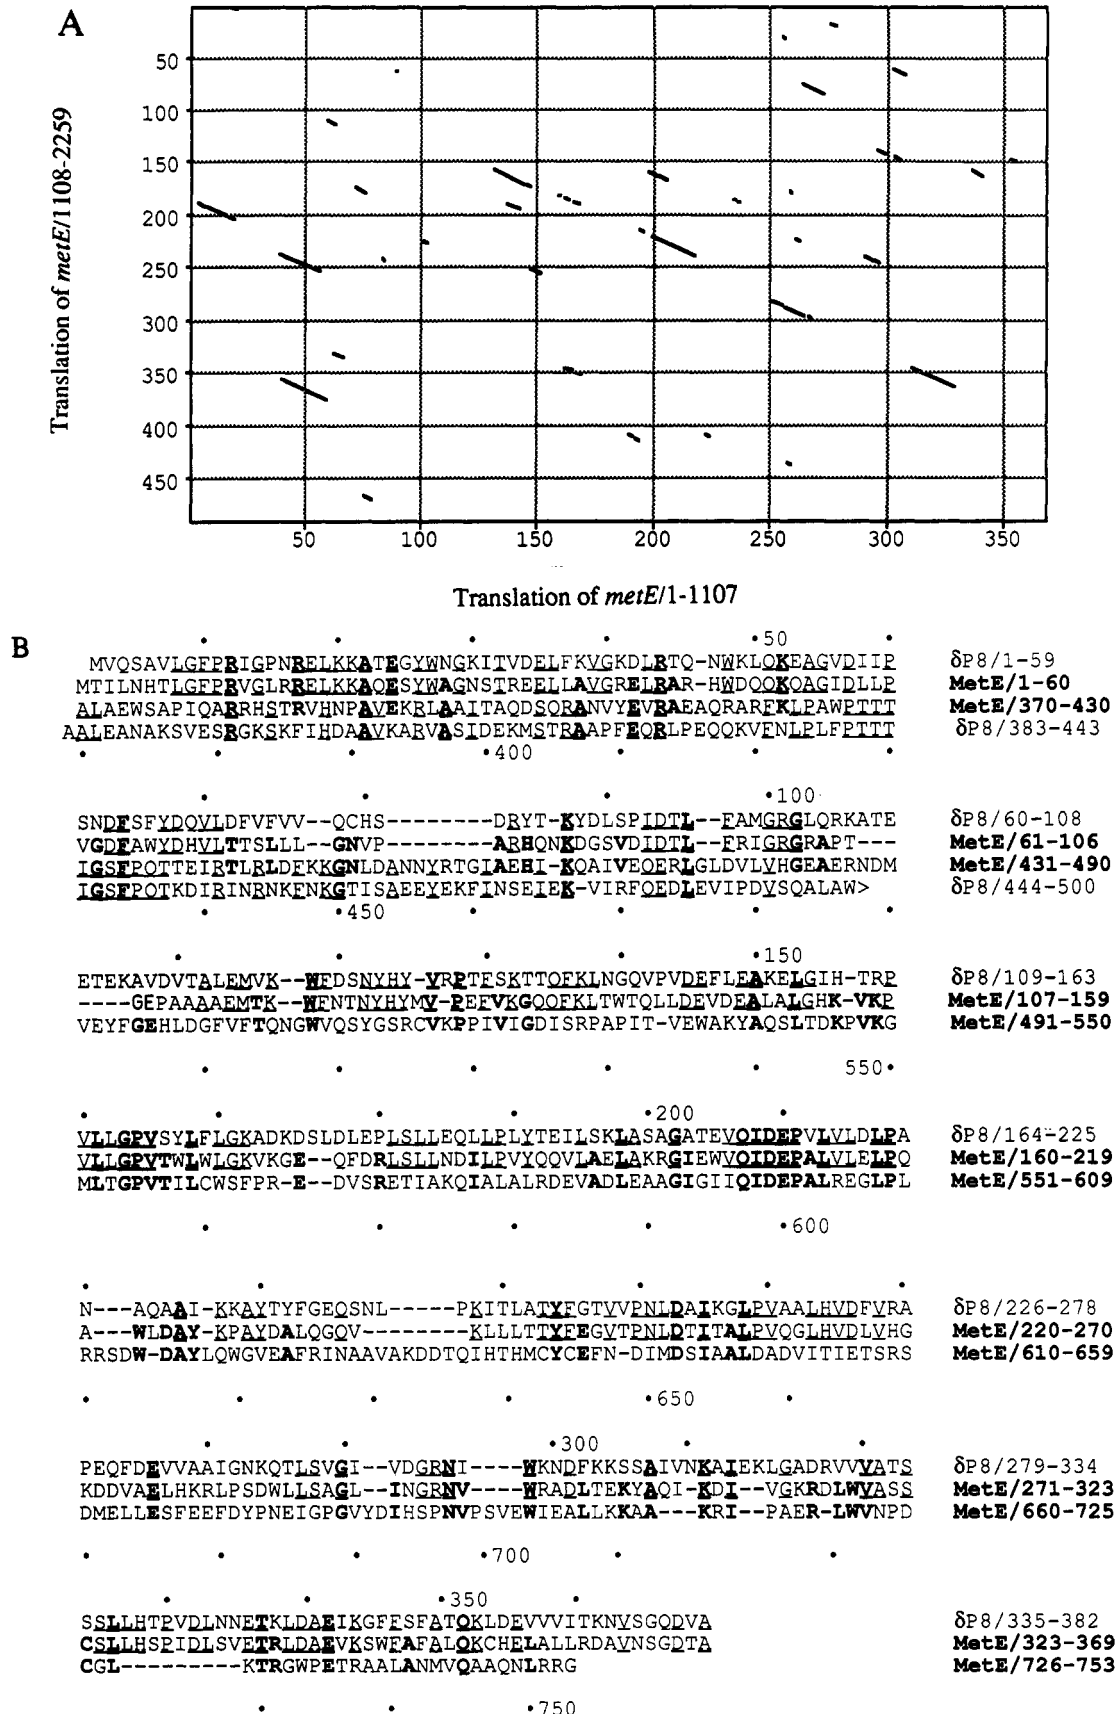 A
Translation of metE/1108-2259
50
100
150
200
250
300
350
400
450
50 100 150 200 250 300 350
Translation of metE/1-1107
B
• • • • •50 •
MVQSAVLGFPRIGPNRELKKATEGYWNGKITVDELFKVGKDLRTQ-NWKLQKEAGVDIIP δP8/1-59
MTILNHTLGFPRVGLRRELKKAQESYWAGNSTREELLAVGRELRAR-HWDQQKQAGIDLLP MetE/1-60
ALAEWSAPIQARRHSTRVHNPAVEKRLAAITAQDSQRANVYEVRAEAQRARFKLPAWPTTT MetE/370-430
AALEANAKSVESRGKSKFIHDAAVKARVASIDEKMSTRAAPFEQRLPEQQKVFNLPLFPTTT δP8/383-443
• • • •400 • • •
• • • • •100
SNDFSFYDQVLDFVFVV--QCHS--------DRYT-KYDLSPIDTL--FAMGRGLQRKATE δP8/60-108
VGDFAWYDHVLTTSLLL--GNVP--------ARHQNKDGSVDIDTL--FRIGRGRAPT--- MetE/61-106
IGSFPQTTEIRTLRLDFKKGNLDANNYRTGIAEHI-KQAIVEQERLGLDVLVHGEAERNDM MetE/431-490
IGSFPQTKDIRINRNKFNKGTISAEEYEKFINSEIEK-VIRFQEDLEVIPDVSQALAW> δP8/444-500
• •450 • • • •
• • • • •150 •
ETEKAVDVTALEMVK--WFDSNYHY-VRPTFSKTTQFKLNGQVPVDEFLEAKELGIH-TRP δP8/109-163
----GEPAAAAEMTK--WFNTNYHYMV-PEFVKGQQFKLTWTQLLDEVDEALALGHK-VKP MetE/107-159
VEYFGEHLDGFVFTQNGWVQSYGSRCVKPPIVIGDISRPAPIT-VEWAKYAQSLTDKPVKG MetE/491-550
• • • • • 550•
• • • • •200 •
VLLGPVSYLFLGKADKDSLDLEPLSLLEQLLPLYTEILSKLASAGATEVQIDEPVLVLDLPA δP8/164-225
VLLGPVTWLWLGKVKGE--QFDRLSLLNDILPVYQQVLAELAKRGIEWVQIDEPALVLELPQ MetE/160-219
MLTGPVTILCWSFPR-E--DVSRETIAKQIALALRDEVADLEAAGIGIIQIDEPALREGLPL MetE/551-609
• • • • •600
• • • • •
N---AQAAI-KKAYTYFGEQSNL-----PKITLATYFGTVVPNLDAIKGLPVAALHVDFVRA δP8/226-278
A---WLDAY-KPAYDALQGQV-------KLLLTTYFEGVTPNLDTITALPVQGLHVDLVHG MetE/220-270
RRSDW-DAYLQWGVEAFRINAAVAKDDTQIHTHMCYCEFN-DIMDSIAALDADVITIETSRS MetE/610-659
• • • • •650 •
• • •300 • •
PEQFDEVVAAIGNKQTLSVGI--VDGRNI----WKNDFKKSSAIVNKAIEKLGADRVVVATS δP8/279-334
KDDVAELHKRLPSDWLLSAGL--INGRNV----WRADLTEKYAQI-KDI--VGKRDLWVASS MetE/271-323
DMELLESFEEFDYPNEIGPGVYDIHSPNVPSVEWIEALLKKAA---KRI---PAER-LWVNPD MetE/660-725
• • • •700 • •
• • •350 •
SSLLHTPVDLNNETKLDAEIKGFFSFATQKLDEVVVITKNVSGQDVA δP8/335-382
CSLLHSPIDLSVETRLDAEVKSWFAFALQKCHELALLRDAVNSGDTA MetE/323-369
CGL---------KTRGWPETRAALANMVQAAQNLRRG MetE/726-753
• • •750